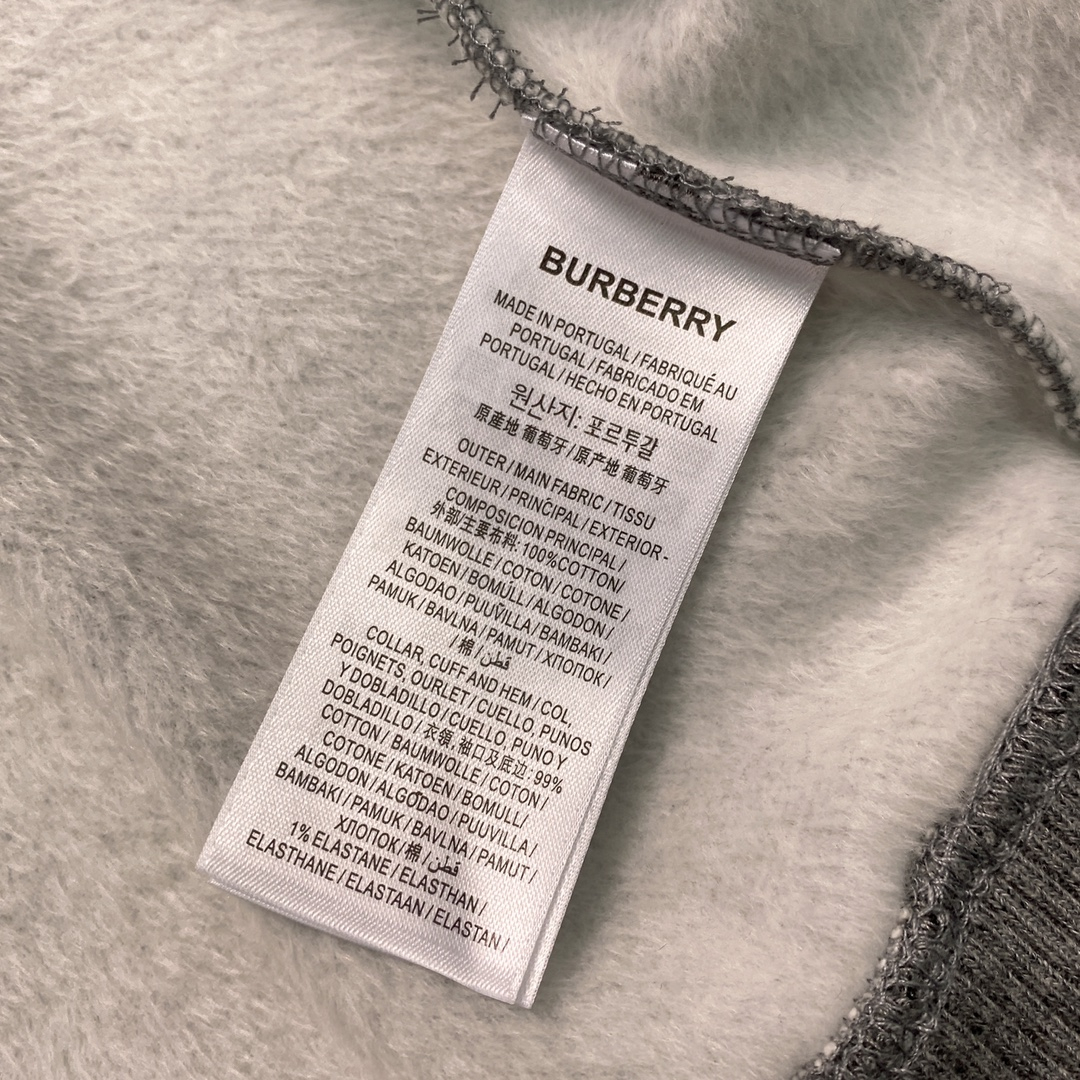 BURBERRY
MADE IN PORTUGAL / FABRIQUÉ AU
PORTUGAL / FABRICADO EM
PORTUGAL / HECHO EN PORTUGAL
원산지: 포르투갈
原產地 葡萄牙 / 原产地 葡萄牙
OUTER / MAIN FABRIC / TISSU
EXTERIEUR / PRINCIPAL / EXTERIOR -
COMPOSICION PRINCIPAL /
外部/主要布料: 100%COTTON/
BAUMWOLLE / COTON / COTONE /
KATOEN / BOMULL / ALGODON /
ALGODAO / PUUVILLA / BAMBAKI /
PAMUK / BAVLNA / PAMUT / ХЛОПОК /
/ 棉 / قطن
COLLAR, CUFF AND HEM / COL,
POIGNETS, OURLET / CUELLO, PUNOS
Y DOBLADILLO / CUELLO, PUNO Y
DOBLADILLO / 衣领, 袖口及底边: 99%
COTTON / BAUMWOLLE / COTON /
COTONE / KATOEN / BOMULL/
ALGODON / ALGODAO / PUUVILLA /
BAMBAKI / PAMUK / BAVLNA / PAMUT /
ХЛОПОК / 棉 / قطن
1% ELASTANE / ELASTHAN /
ELASTHANE / ELASTAAN / ELASTAN /